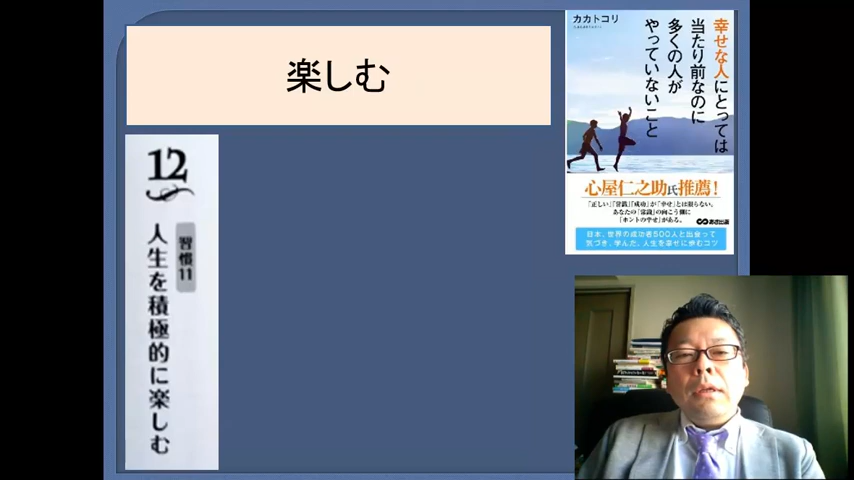 楽しむ
12
習慣11
人生を積極的に楽しむ
カカトコリ
幸せな人にとっては
当たり前なのに
多くの人が
やっていないこと
心屋仁之助氏推薦!
「正しい」「常識」「成功」が「幸せ」とは限らない。
あなたの「常識」の向こう側に
「ホントの幸せ」がある。
あさ出版
日本、世界の成功者500人と出会って
気づき、学んだ、人生を幸せに歩むコツ